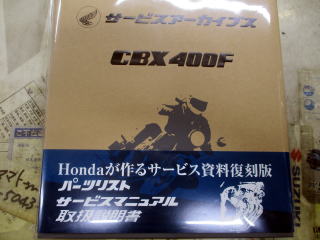 サービスアーカイブス
CBX400F
Hondaが作るサービス資料復刻版
パーツリスト
サービスマニュアル
取扱説明書
SUZUKI
5043